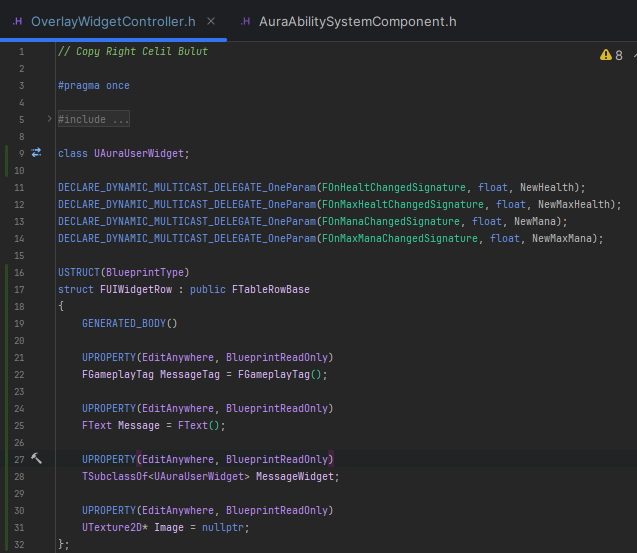 OverlayWidgetController.h × AuraAbilitySystemComponent.h
1 // Copy Right Celil Bulut 8
2
3 #pragma once
4
5 #include ...
8
9 class UAuraUserWidget;
10
11 DECLARE_DYNAMIC_MULTICAST_DELEGATE_OneParam(FOnHealtChangedSignature, float, NewHealth);
12 DECLARE_DYNAMIC_MULTICAST_DELEGATE_OneParam(FOnMaxHealtChangedSignature, float, NewMaxHealth);
13 DECLARE_DYNAMIC_MULTICAST_DELEGATE_OneParam(FOnManaChangedSignature, float, NewMana);
14 DECLARE_DYNAMIC_MULTICAST_DELEGATE_OneParam(FOnMaxManaChangedSignature, float, NewMaxMana);
15
16 USTRUCT(BlueprintType)
17 struct FUIWidgetRow : public FTableRowBase
18 {
19 GENERATED_BODY()
20
21 UPROPERTY(EditAnywhere, BlueprintReadOnly)
22 FGameplayTag MessageTag = FGameplayTag();
23
24 UPROPERTY(EditAnywhere, BlueprintReadOnly)
25 FText Message = FText();
26
27 UPROPERTY(EditAnywhere, BlueprintReadOnly)
28 TSubclassOf<UAuraUserWidget> MessageWidget;
29
30 UPROPERTY(EditAnywhere, BlueprintReadOnly)
31 UTexture2D* Image = nullptr;
32 };